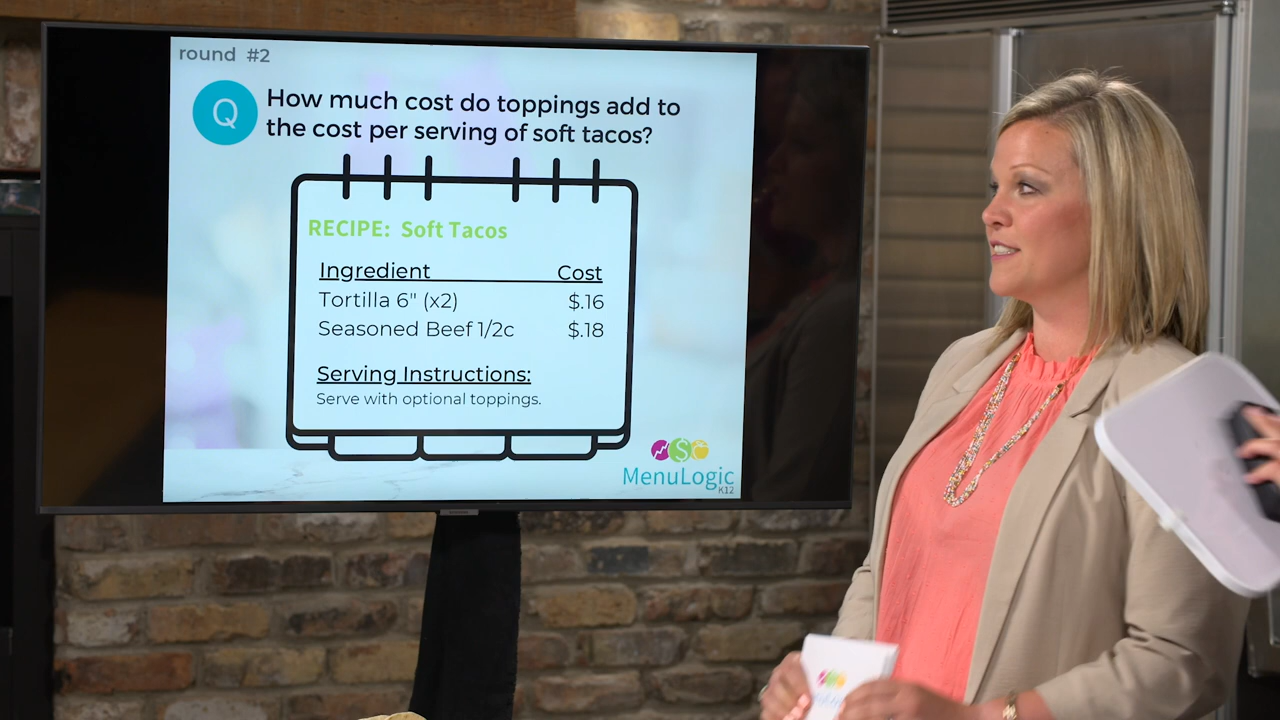 round #2
Q
How much cost do toppings add to
the cost per serving of soft tacos?
RECIPE: Soft Tacos
Ingredient Cost
Tortilla 6" (x2) $.16
Seasoned Beef 1/2c $.18
Serving Instructions:
Serve with optional toppings.
$
MenuLogic
K12